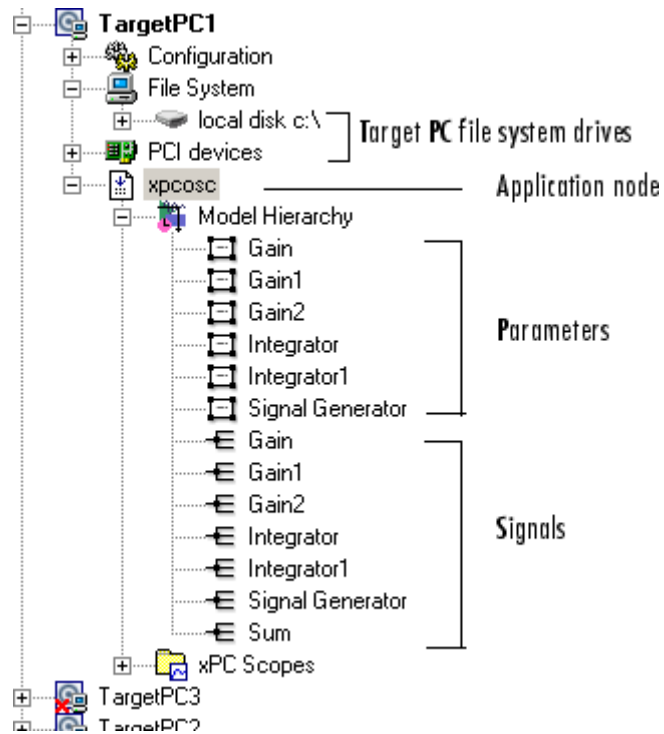 TargetPC1
Configuration
File System
local disk c:\ Target PC file system drives
PCI devices
xpcosc Application node
Model Hierarchy
Gain
Gain1
Gain2
Integrator Parameters
Integrator1
Signal Generator
Gain
Gain1
Gain2
Integrator Signals
Integrator1
Signal Generator
Sum
xPC Scopes
TargetPC3
TargetPC2